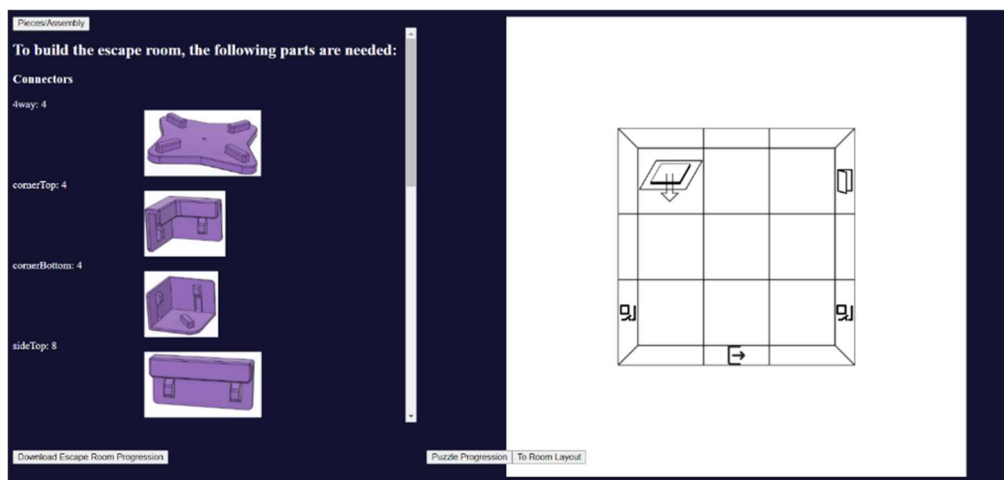 Pieces/Assembly
To build the escape room, the following parts are needed:
Connectors
4way: 4
cornerTop: 4
cornerBottom: 4
sideTop: 8
Download Escape Room Progression
Puzzle Progression
To Room Layout